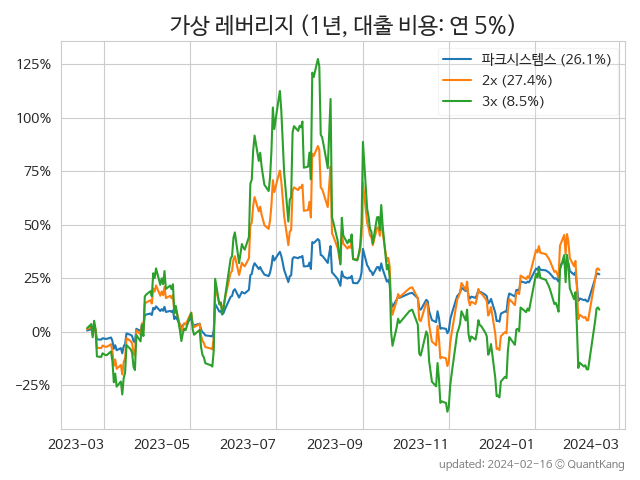 가상 레버리지 (1년, 대출 비용: 연 5%)
파크시스템스 (26.1%)
2x (27.4%)
3x (8.5%)
125%
100%
75%
50%
25%
0%
−25%
2023-03
2023-05
2023-07
2023-09
2023-11
2024-01
2024-03
updated: 2024-02-16 © QuantKang